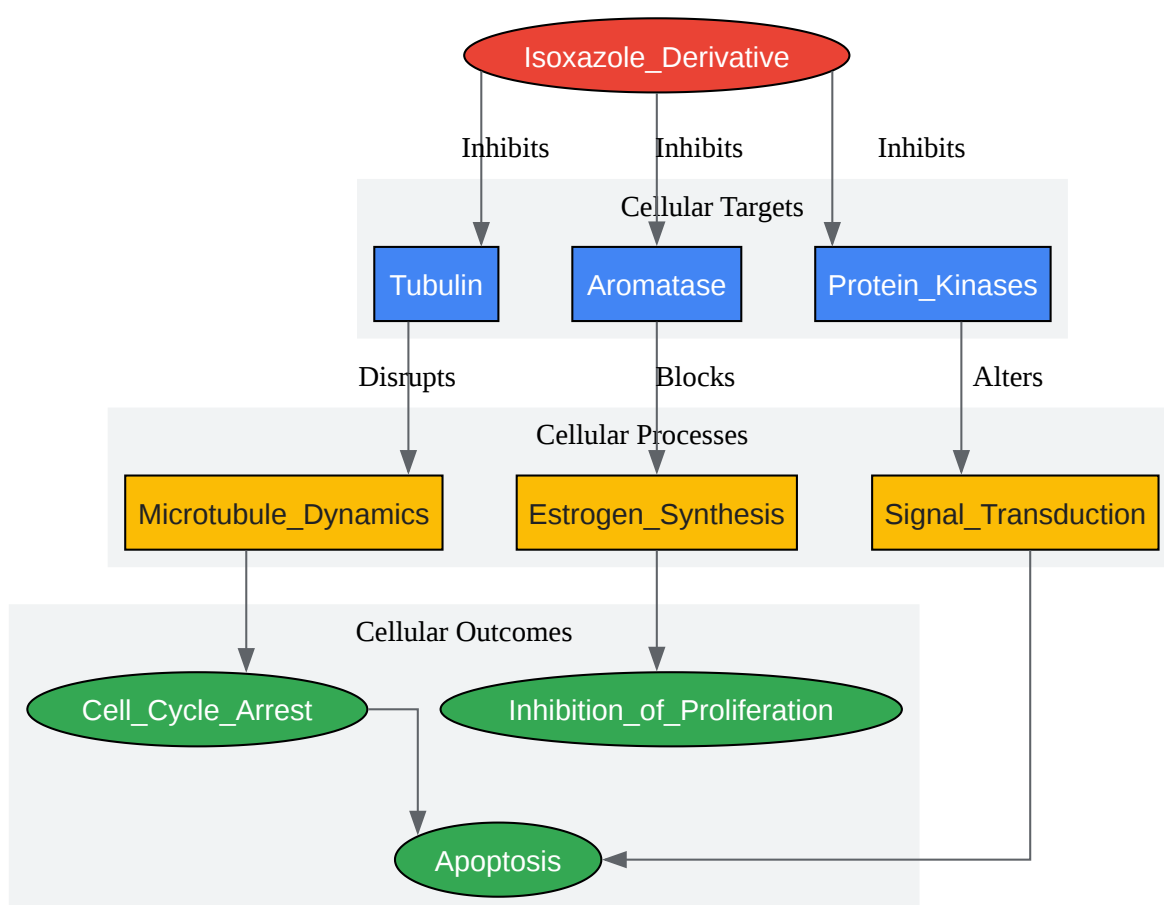 Isoxazole_Derivative
Inhibits
Inhibits
Inhibits
Cellular Targets
Tubulin
Aromatase
Protein_Kinases
Disrupts
Blocks
Alters
Cellular Processes
Microtubule_Dynamics
Estrogen_Synthesis
Signal_Transduction
Cellular Outcomes
Cell_Cycle_Arrest
Inhibition_of_Proliferation
Apoptosis